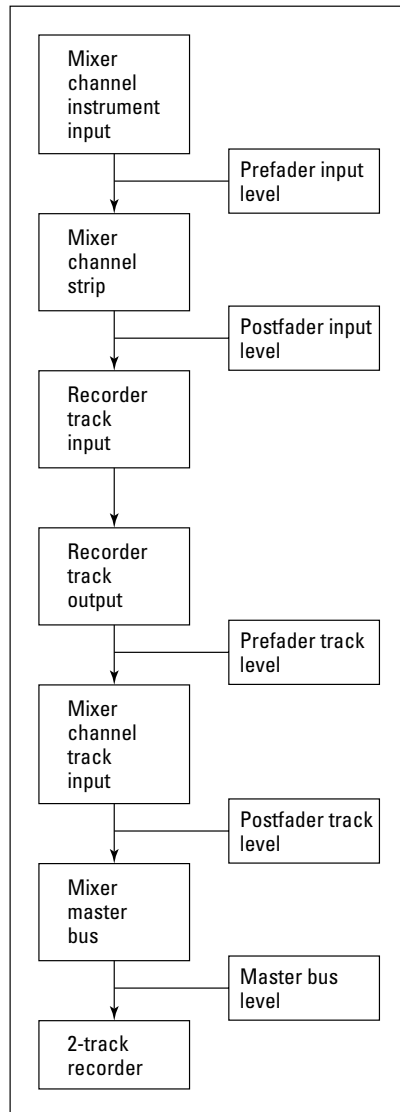 Mixer
channel
instrument
input
Prefader input
level
Mixer
channel
strip
Postfader input
level
Recorder
track
input
Recorder
track
output
Prefader track
level
Mixer
channel
track
input
Postfader track
level
Mixer
master
bus
Master bus
level
2-track
recorder